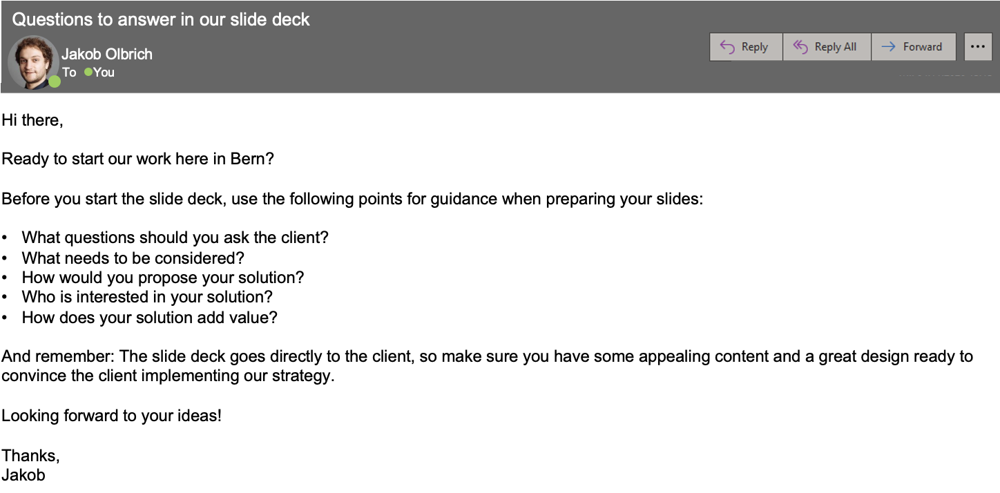 Questions to answer in our slide deck
Jakob Olbrich
To You
Reply Reply All Forward
Hi there,
Ready to start our work here in Bern?
Before you start the slide deck, use the following points for guidance when preparing your slides:
• What questions should you ask the client?
• What needs to be considered?
• How would you propose your solution?
• Who is interested in your solution?
• How does your solution add value?
And remember: The slide deck goes directly to the client, so make sure you have some appealing content and a great design ready to
convince the client implementing our strategy.
Looking forward to your ideas!
Thanks,
Jakob